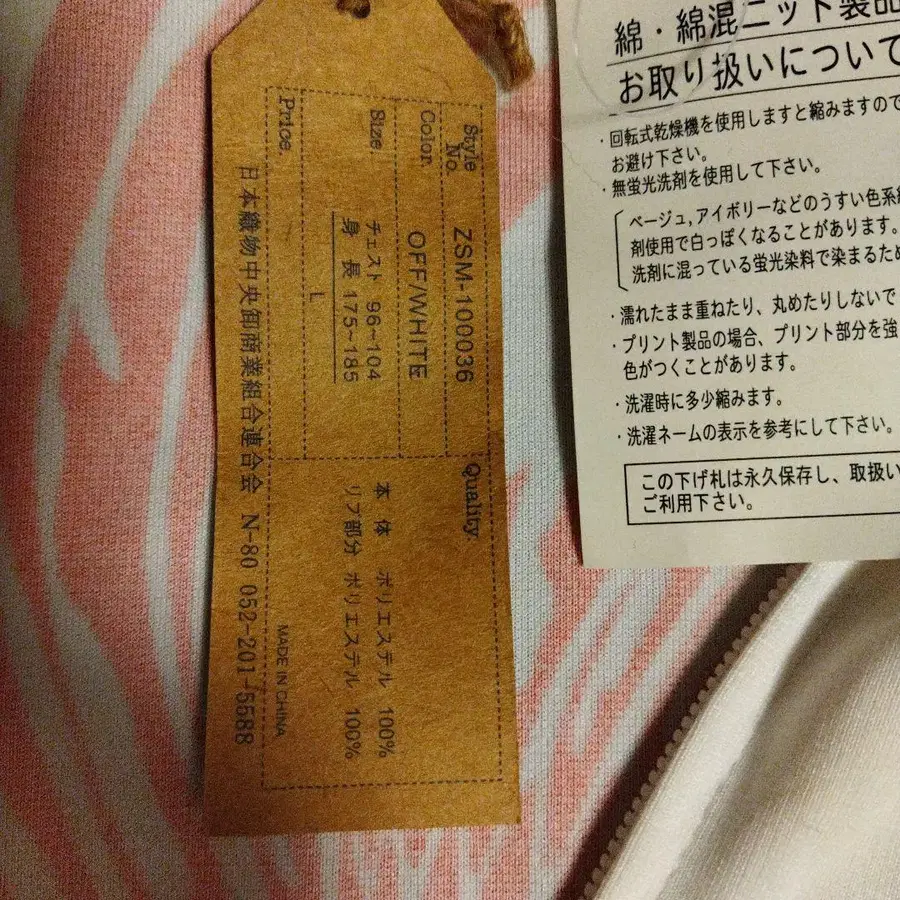 Style No. ZSM-100036
Color. OFF/WHITE
Size. チェスト 96~104
身 長 175~185
L
Price.
Quality.
本 体 ポリエステル 100%
リブ部分 ポリエステル 100%
MADE IN CHINA
日本織物中央卸商業組合連合会 N-80 052-201-5588
綿・綿混ニット製品
お取り扱いについて
・回転式乾燥機を使用しますと縮みますので
お避け下さい。
・無蛍光洗剤を使用して下さい。
ベージュ,アイボリーなどのうすい色系
剤使用で白っぽくなることがあります。
洗剤に混っている蛍光染料で染まるため
・濡れたまま重ねたり、丸めたりしないで
・プリント製品の場合、プリント部分を強
色がつくことがあります。
・洗濯時に多少縮みます。
・洗濯ネームの表示を参考にして下さい。
この下げ札は永久保存し、取扱い
ご利用下さい。